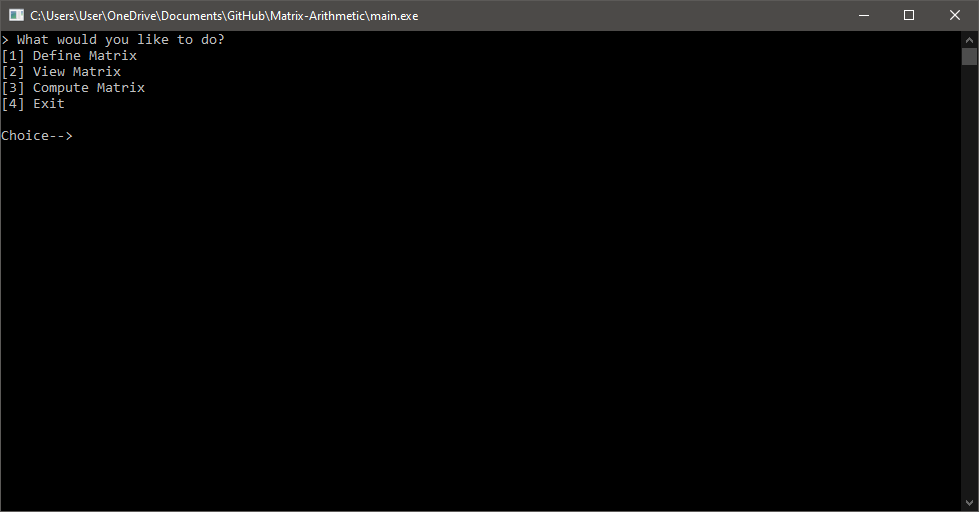 C:\Users\User\OneDrive\Documents\GitHub\Matrix-Arithmetic\main.exe
> What would you like to do?
[1] Define Matrix
[2] View Matrix
[3] Compute Matrix
[4] Exit
Choice-->